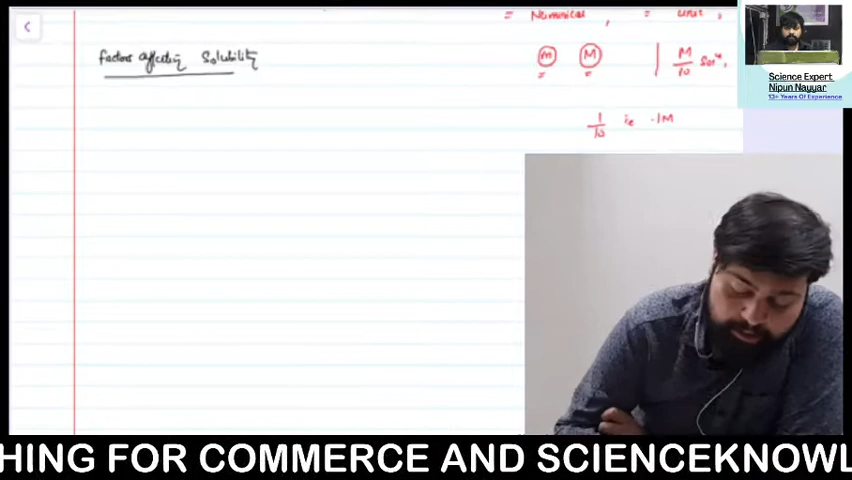 = Numerical, = Unit,
Factors affecting Solubility
m M | M/10 Solⁿ,
1/10 ie .1M
Science Expert
Nipun Nayyar
13+ Years Of Experience
HING FOR COMMERCE AND SCIENCEKNOWL